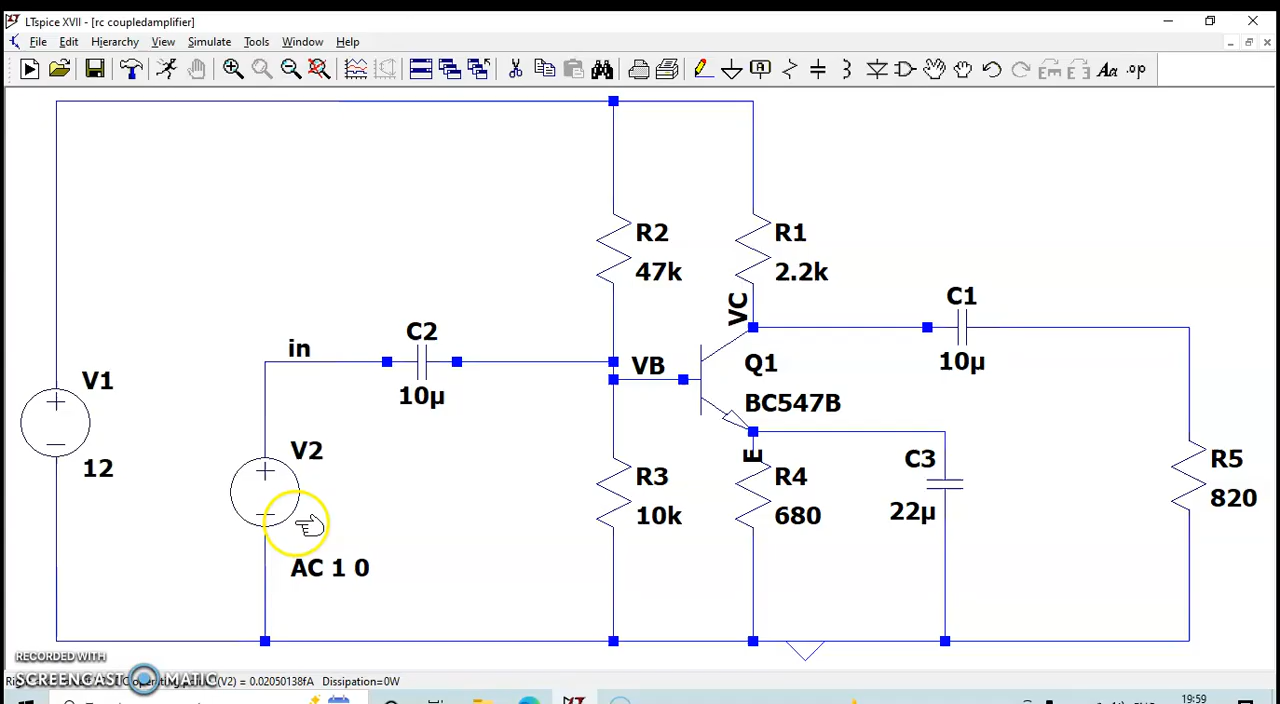 LTspice XVII - [rc coupledamplifier]
File Edit Hierarchy View Simulate Tools Window Help
Aa .op
R2
47k
R1
2.2k
VC
C1
10µ
C2
10µ
in
VB
Q1
BC547B
V1
12
V2
AC 1 0
E
R3
10k
R4
680
C3
22µ
R5
820
RECORDED WITH
SCREENCAST MATIC
(V2) = 0.02050138fA Dissipation=0W
19:59